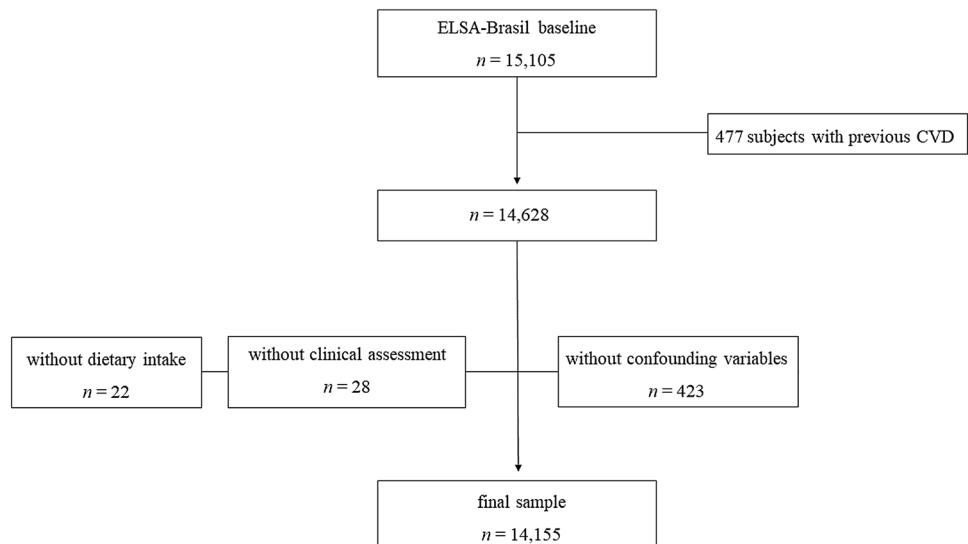 ELSA-Brasil baseline
n = 15,105
477 subjects with previous CVD
n = 14,628
without dietary intake
n = 22
without clinical assessment
n = 28
without confounding variables
n = 423
final sample
n = 14,155